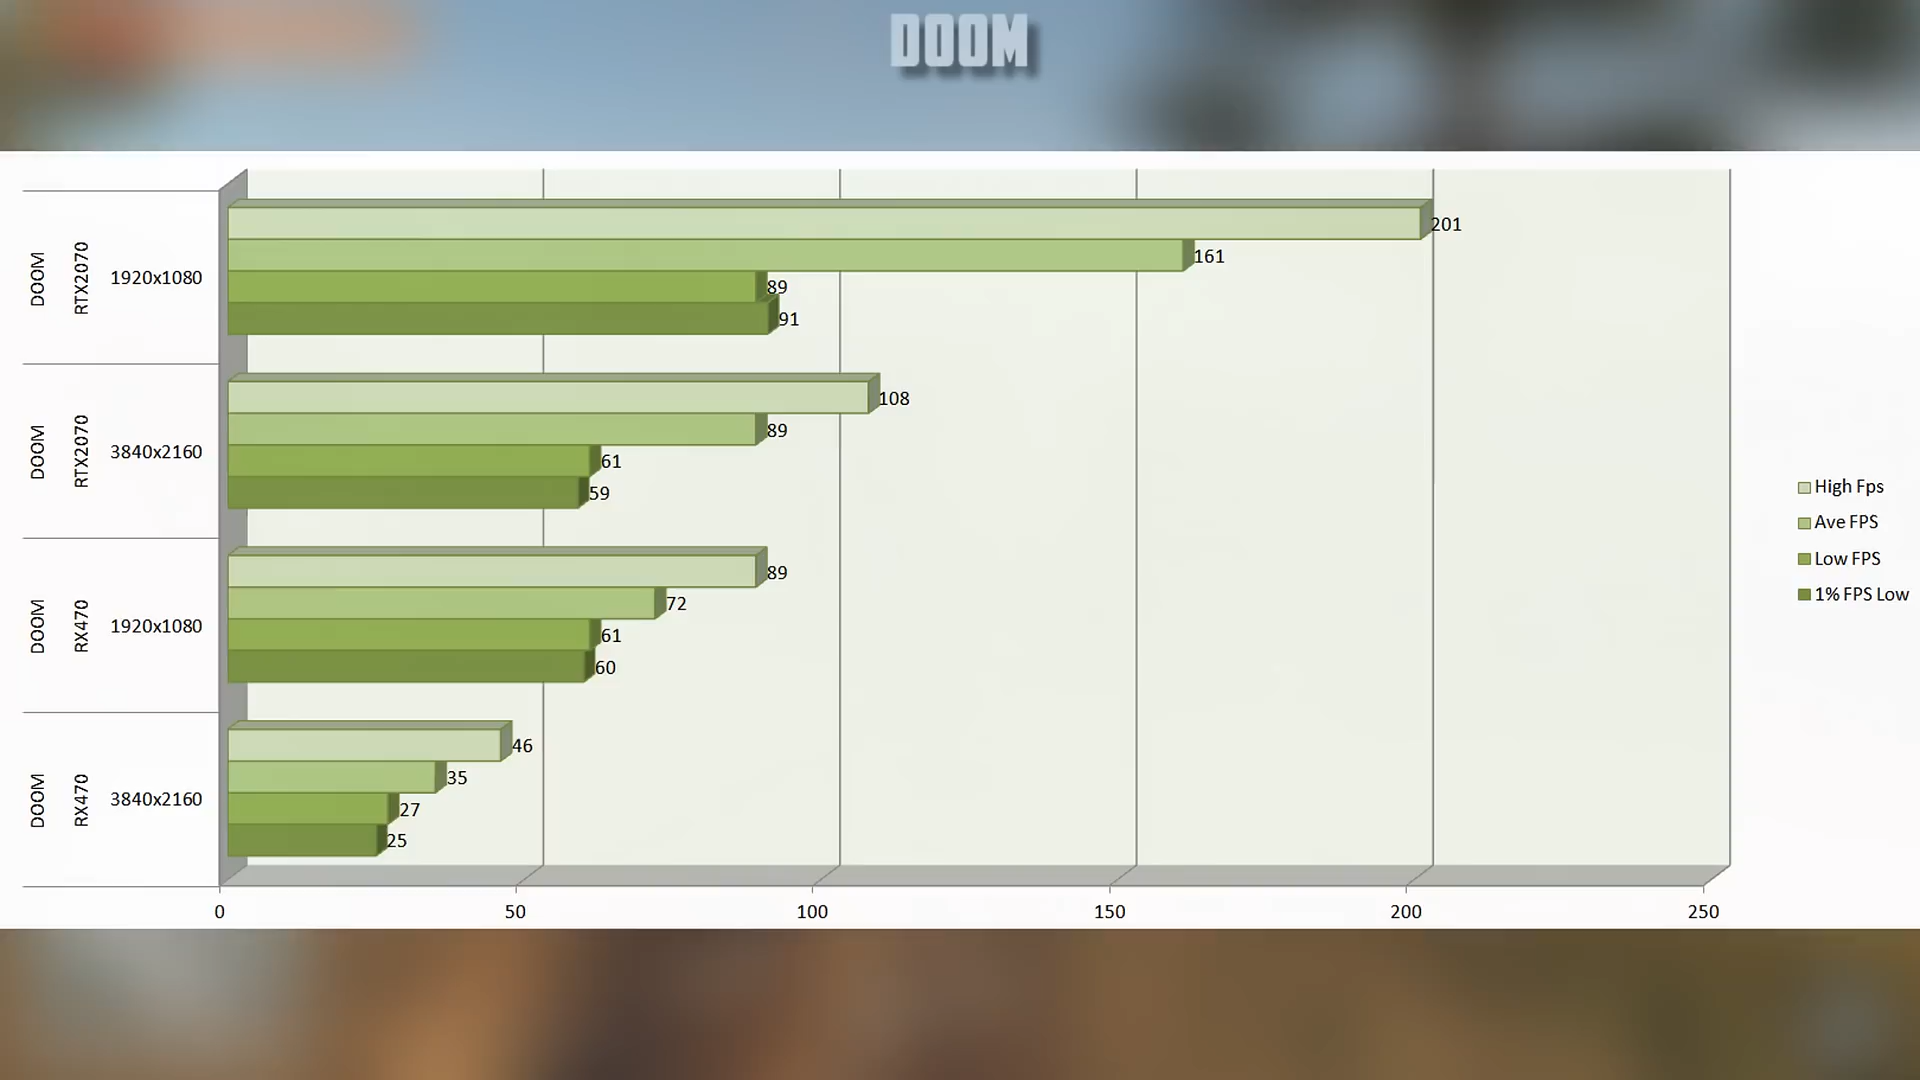 DOOM
DOOM
RTX2070
1920x1080
201
161
89
91
DOOM
RTX2070
3840x2160
108
89
61
59
DOOM
RX470
1920x1080
89
72
61
60
DOOM
RX470
3840x2160
46
35
27
25
0
50
100
150
200
250
High Fps
Ave FPS
Low FPS
1% FPS Low